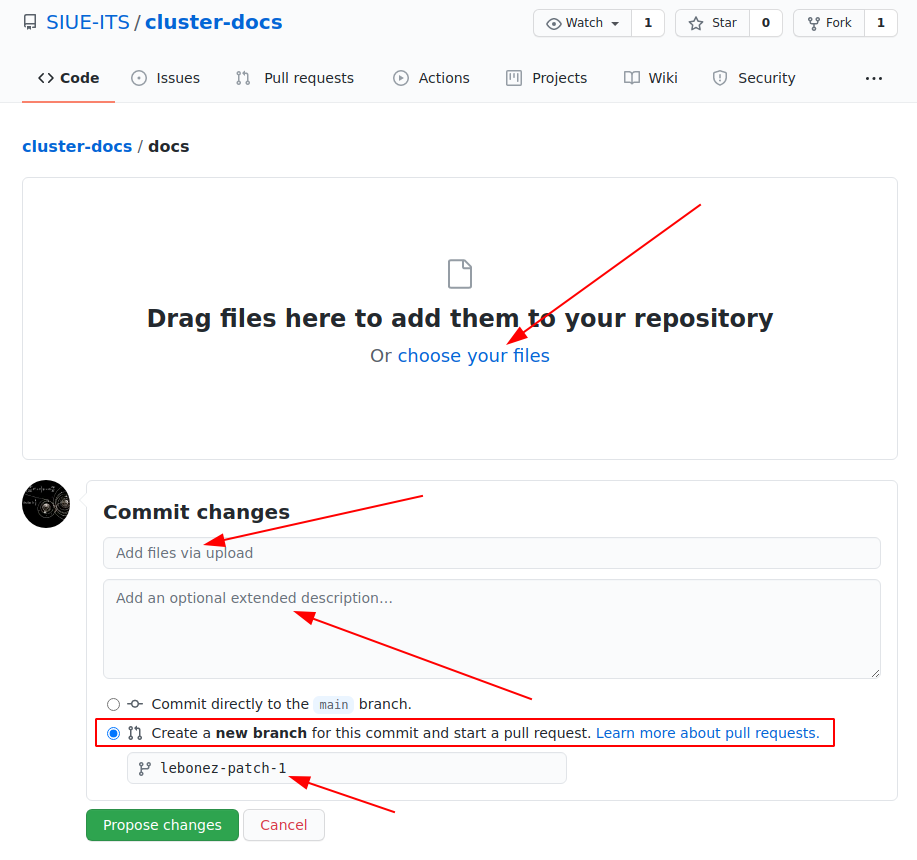 SIUE-ITS / cluster-docs
Watch 1 Star 0 Fork 1
Code Issues Pull requests Actions Projects Wiki Security ...
cluster-docs / docs
Drag files here to add them to your repository
Or choose your files
Commit changes
Add files via upload
Add an optional extended description...
Commit directly to the main branch.
Create a new branch for this commit and start a pull request. Learn more about pull requests.
lebonez-patch-1
Propose changes Cancel